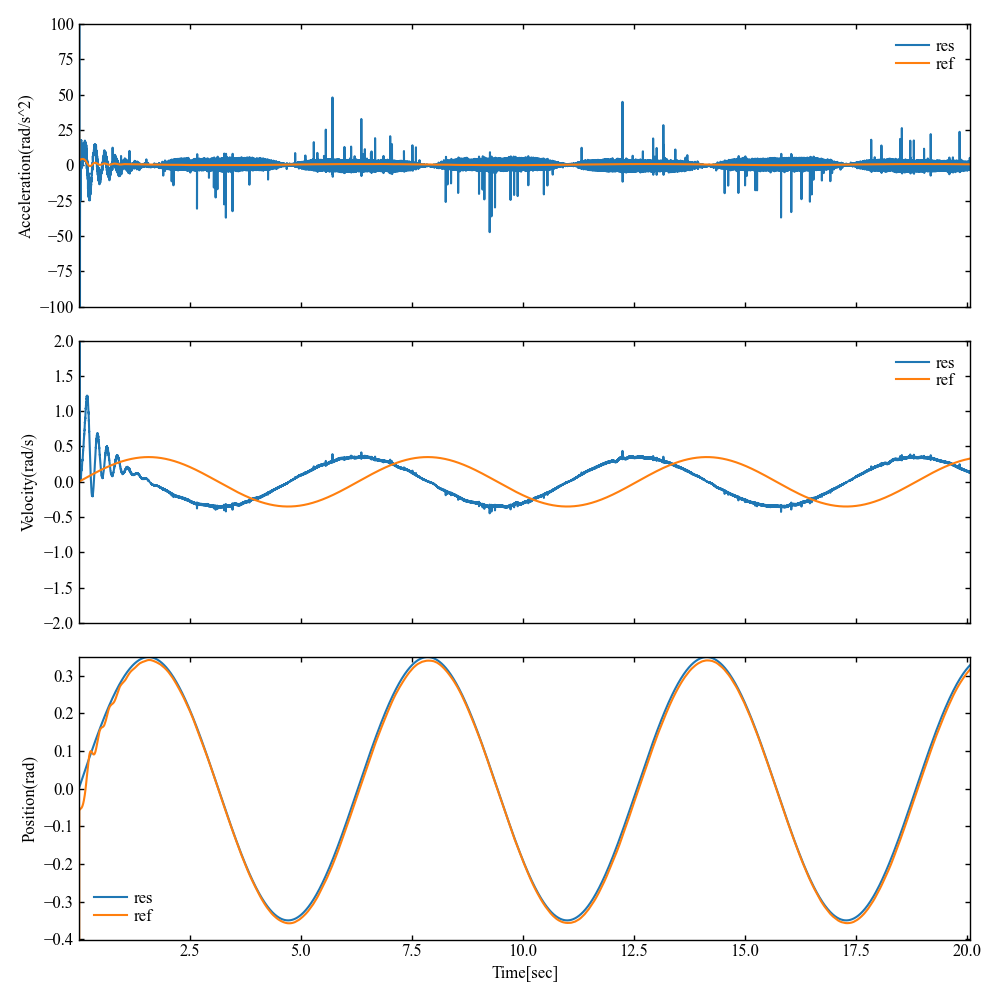 100
75
50
25
0
−25
−50
−75
−100
Acceleration(rad/s^2)
res
ref
2.0
1.5
1.0
0.5
0.0
−0.5
−1.0
−1.5
−2.0
Velocity(rad/s)
res
ref
0.3
0.2
0.1
0.0
−0.1
−0.2
−0.3
−0.4
Position(rad)
res
ref
2.5 5.0 7.5 10.0 12.5 15.0 17.5 20.0
Time[sec]